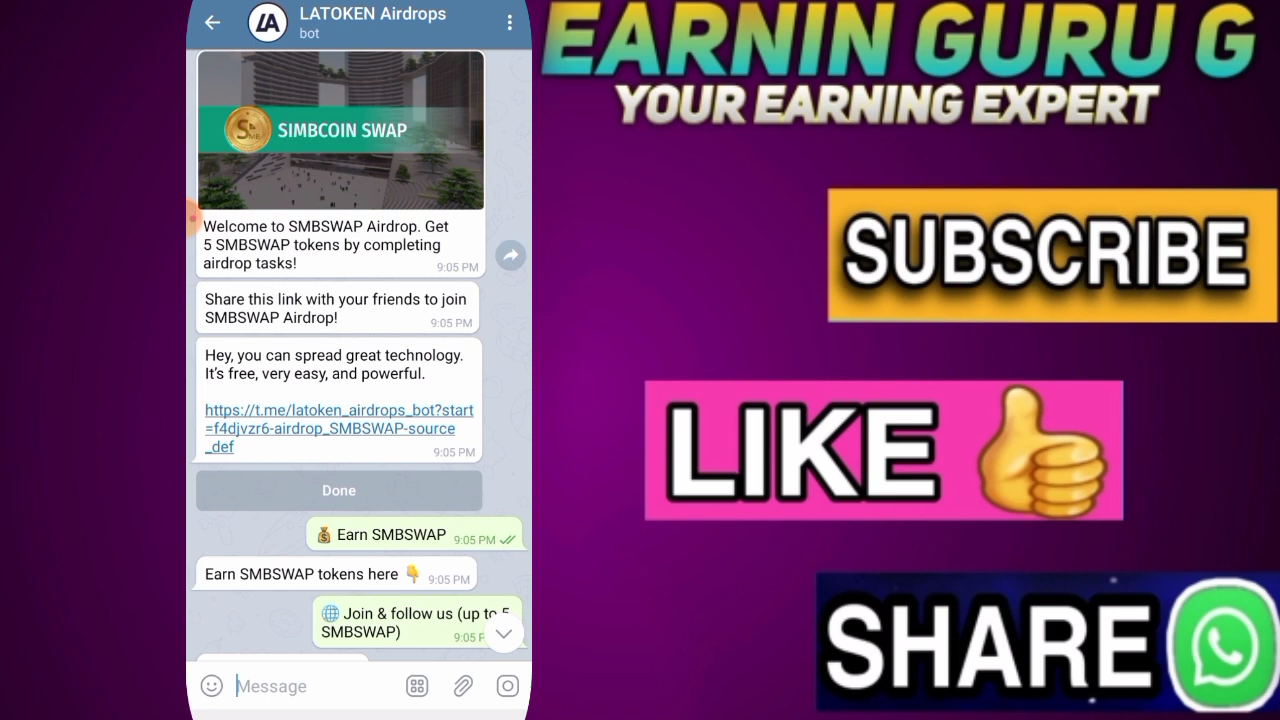 LATOKEN Airdrops
bot
SIMBCOIN SWAP
Welcome to SMBSWAP Airdrop. Get
5 SMBSWAP tokens by completing
airdrop tasks!
9:05 PM
Share this link with your friends to join
SMBSWAP Airdrop!
9:05 PM
Hey, you can spread great technology.
It's free, very easy, and powerful.
https://t.me/latoken_airdrops_bot?start
=f4djvzr6-airdrop_SMBSWAP-source
_def
9:05 PM
Done
💰 Earn SMBSWAP 9:05 PM
Earn SMBSWAP tokens here 👇 9:05 PM
🌐 Join & follow us (up to 5
SMBSWAP) 9:05 P
Message
EARNIN GURU G
YOUR EARNING EXPERT
SUBSCRIBE
LIKE 👍
SHARE